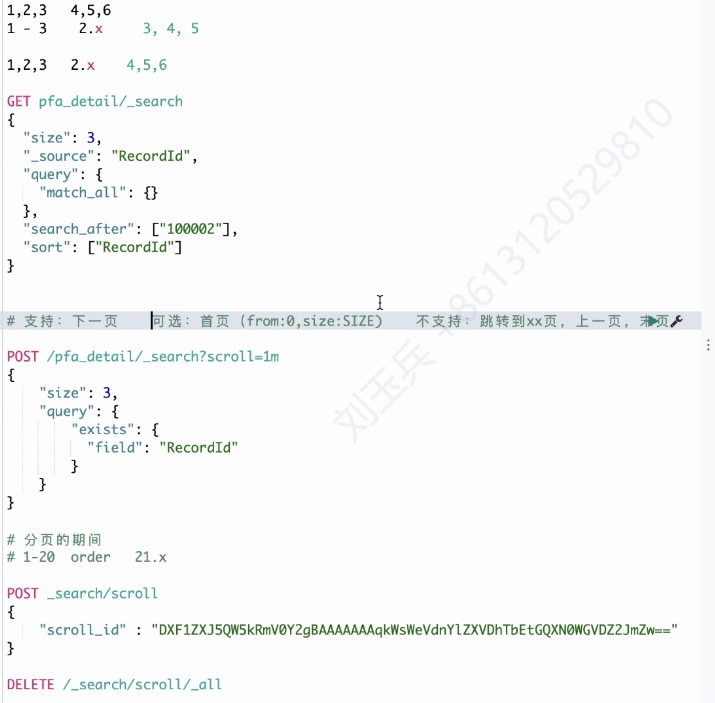 1,2,3   4,5,6
1 - 3    2.x     3, 4, 5
1,2,3   2.x    4,5,6
GET pfa_detail/_search
{
  "size": 3,
  "_source": "RecordId",
  "query": {
    "match_all": {}
  },
  "search_after": ["100002"],
  "sort": ["RecordId"]
}
# 支持：下一页    可选：首页（from:0,size:SIZE）    不支持：跳转到xx页，上一页，末页
POST /pfa_detail/_search?scroll=1m
{
    "size": 3,
    "query": {
        "exists": {
          "field": "RecordId"
        }
    }
}
# 分页的期间
# 1-20  order   21.x
POST _search/scroll
{
    "scroll_id" : "DXF1ZXJ5QW5kRmV0Y2gBAAAAAAAqkWsWeVdnYlZXVDhTbEtGQXN0WGVDZ2JmZw=="
}
DELETE /_search/scroll/_all
刘玉兵 +8613120529810